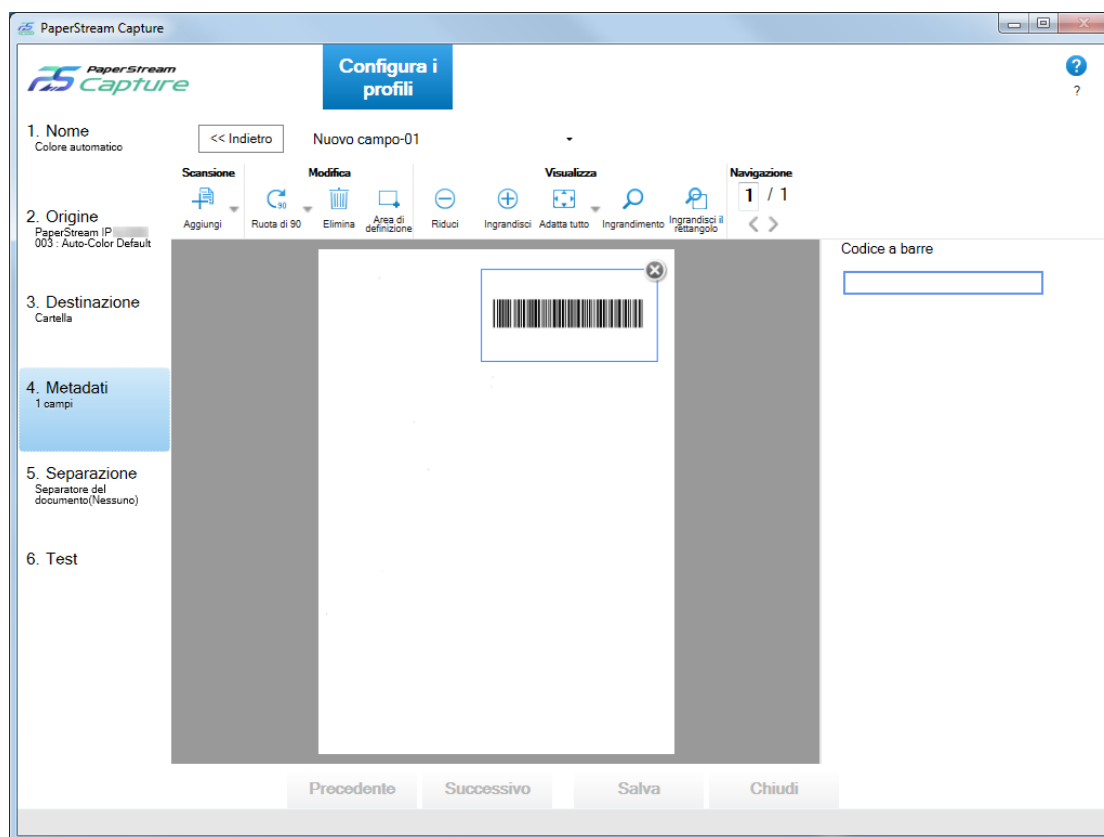 PaperStream Capture
PaperStream
Capture
Configura i
profili
?
?
1. Nome
Colore automatico
<< Indietro
Nuovo campo-01
Scansione
Modifica
Visualizza
Navigazione
90
1 / 1
Aggiungi
Ruota di 90
Elimina
Area di
definizione
Riduci
Ingrandisci
Adatta tutto
Ingrandimento
Ingrandisci il
rettangolo
2. Origine
PaperStream IP
003 : Auto-Color Default
Codice a barre
3. Destinazione
Cartella
4. Metadati
1 campi
5. Separazione
Separatore del
documento(Nessuno)
6. Test
Precedente
Successivo
Salva
Chiudi